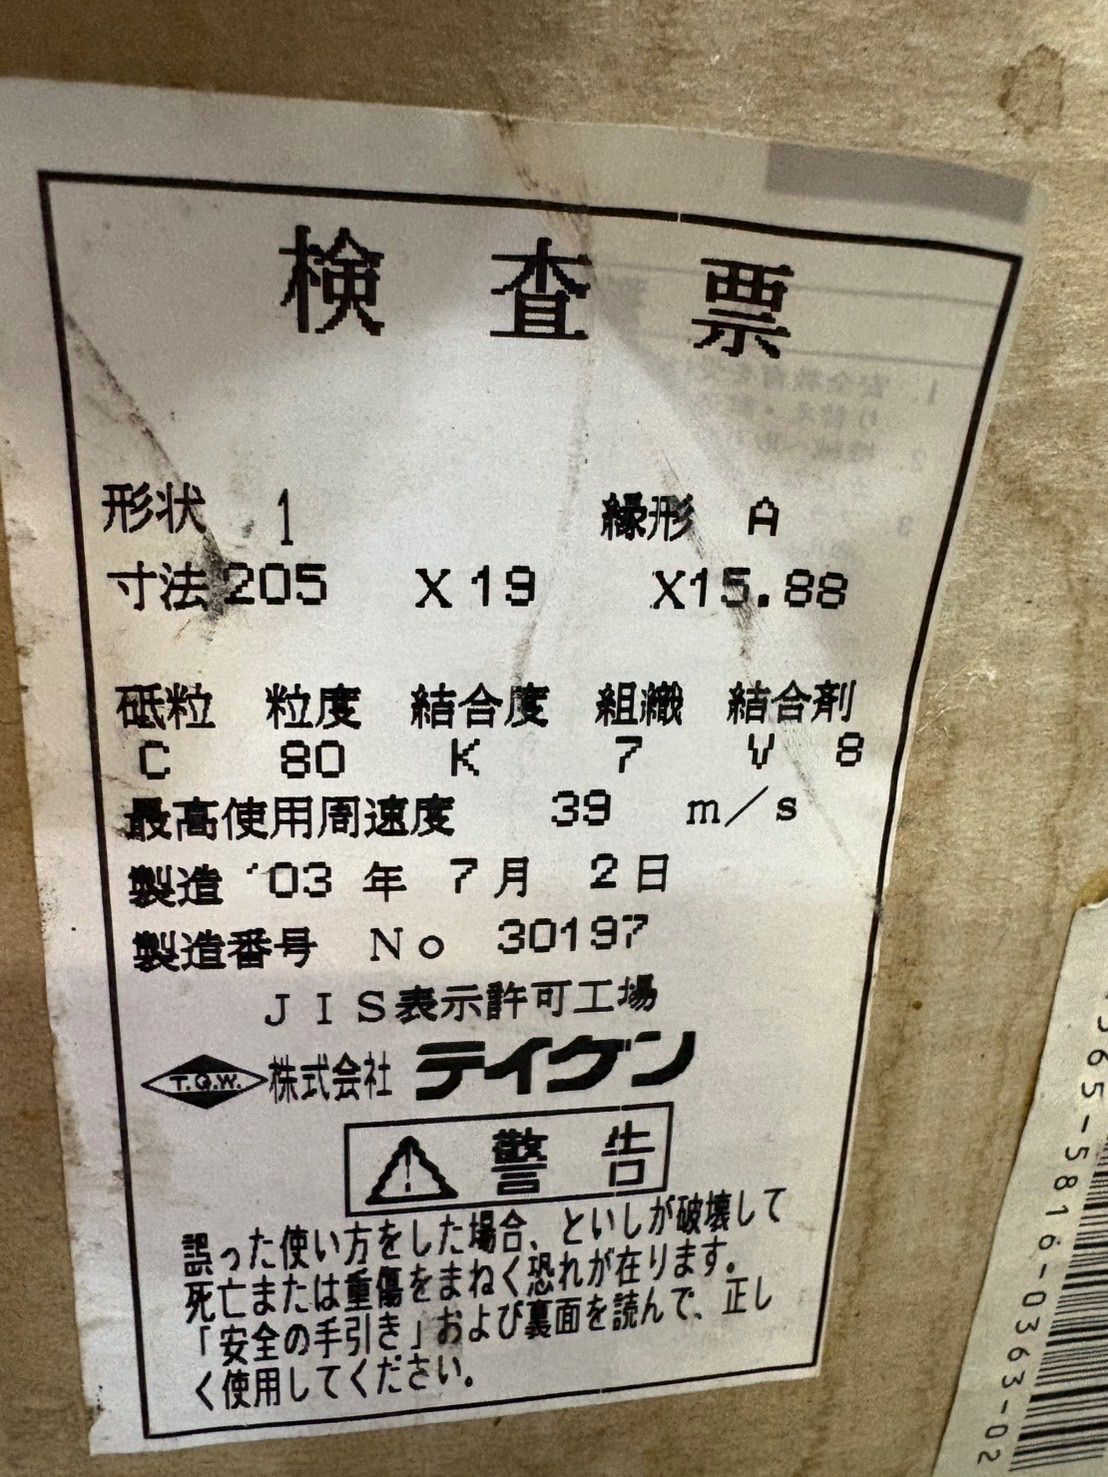 検査票
形状 1 縁形 A
寸法 205 X 19 X 15.88
砥粒 粒度 結合度 組織 結合剤
C 80 K 7 V 8
最高使用周速度 39 m/s
製造 '03 年 7 月 2 日
製造番号 No 30197
JIS表示許可工場
T.G.W. 株式会社 テイケン
警告
誤った使い方をした場合、といしが破壊して
死亡または重傷をまねく恐れが在ります。
「安全の手引き」および裏面を読んで、正し
く使用してください。
565-5816-0363-02